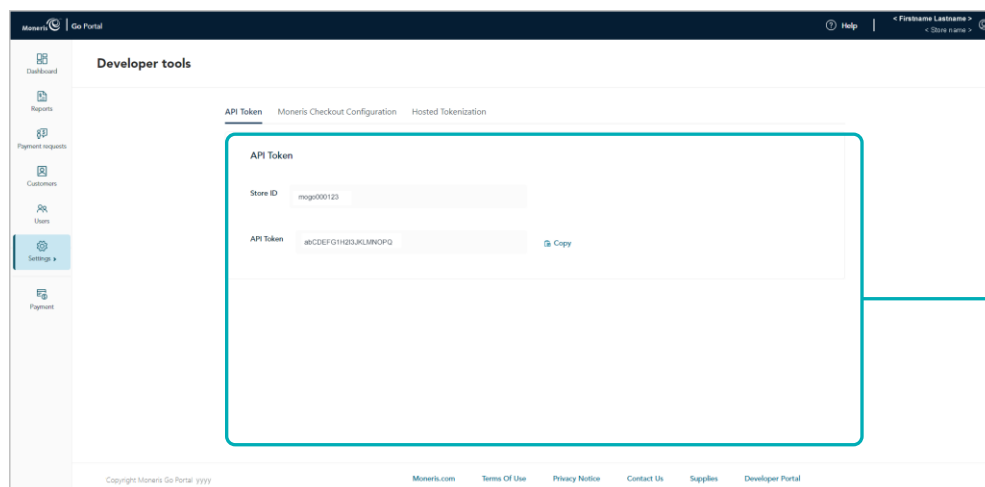 Moneris Go Portal
Help
< Firstname Lastname >
< Store name >
Dashboard
Reports
Payment requests
Customers
Users
Settings
Payment
Developer tools
API Token Moneris Checkout Configuration Hosted Tokenization
API Token
Store ID mogo000123
API Token abCDEFG1H2I3JKLMNOPQ Copy
Copyright Moneris Go Portal yyyy Moneris.com Terms Of Use Privacy Notice Contact Us Supplies Developer Portal